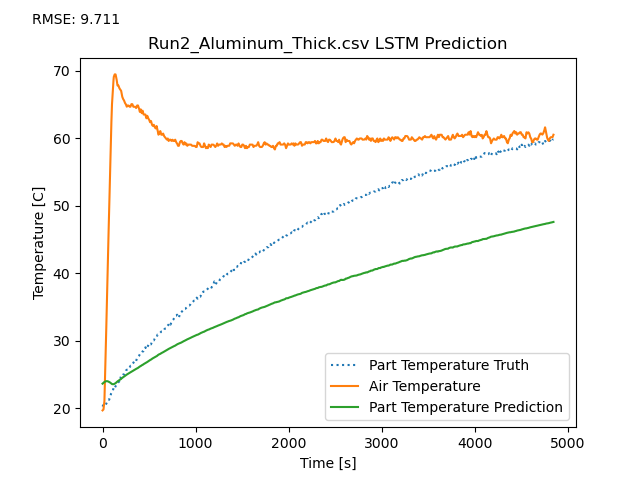 RMSE: 9.711
Run2_Aluminum_Thick.csv LSTM Prediction
Temperature [C]
70
60
50
40
30
20
Part Temperature Truth
Air Temperature
Part Temperature Prediction
0 1000 2000 3000 4000 5000
Time [s]